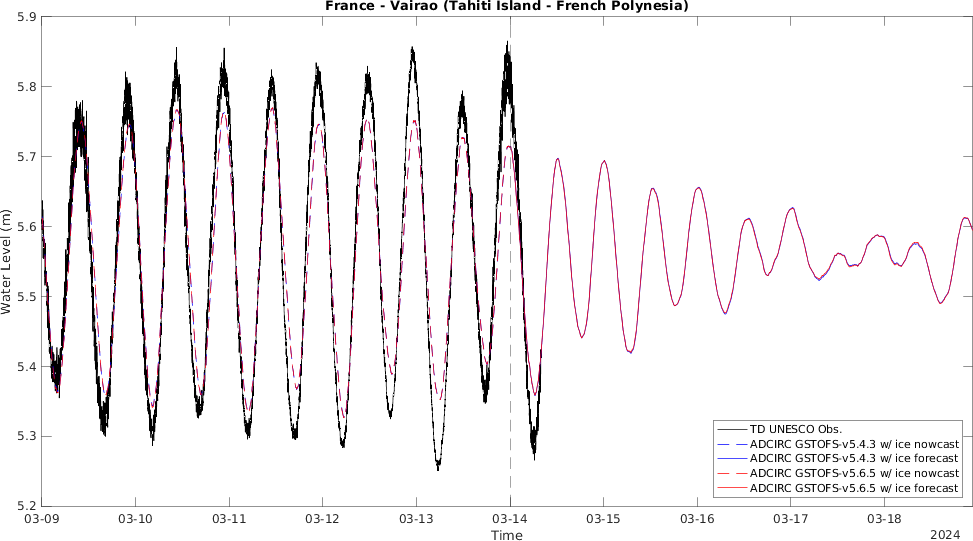 France - Vairao (Tahiti Island - French Polynesia)
5.9
5.8
5.7
5.6
5.5
5.4
5.3
5.2
Water Level (m)
03-09
03-10
03-11
03-12
03-13
03-14
03-15
03-16
03-17
03-18
Time
2024
TD UNESCO Obs.
ADCIRC GSTOFS-v5.4.3 w/ ice nowcast
ADCIRC GSTOFS-v5.4.3 w/ ice forecast
ADCIRC GSTOFS-v5.6.5 w/ ice nowcast
ADCIRC GSTOFS-v5.6.5 w/ ice forecast